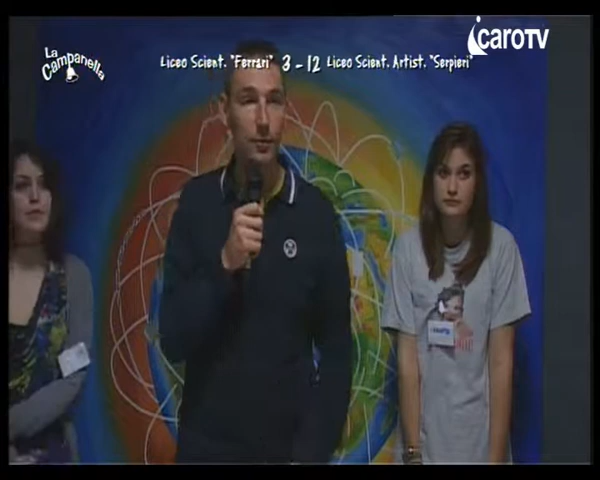 La Campanella
icaroTV
Liceo Scient. "Ferrari" 3 - 12 Liceo Scient. Artist. "Serpieri"